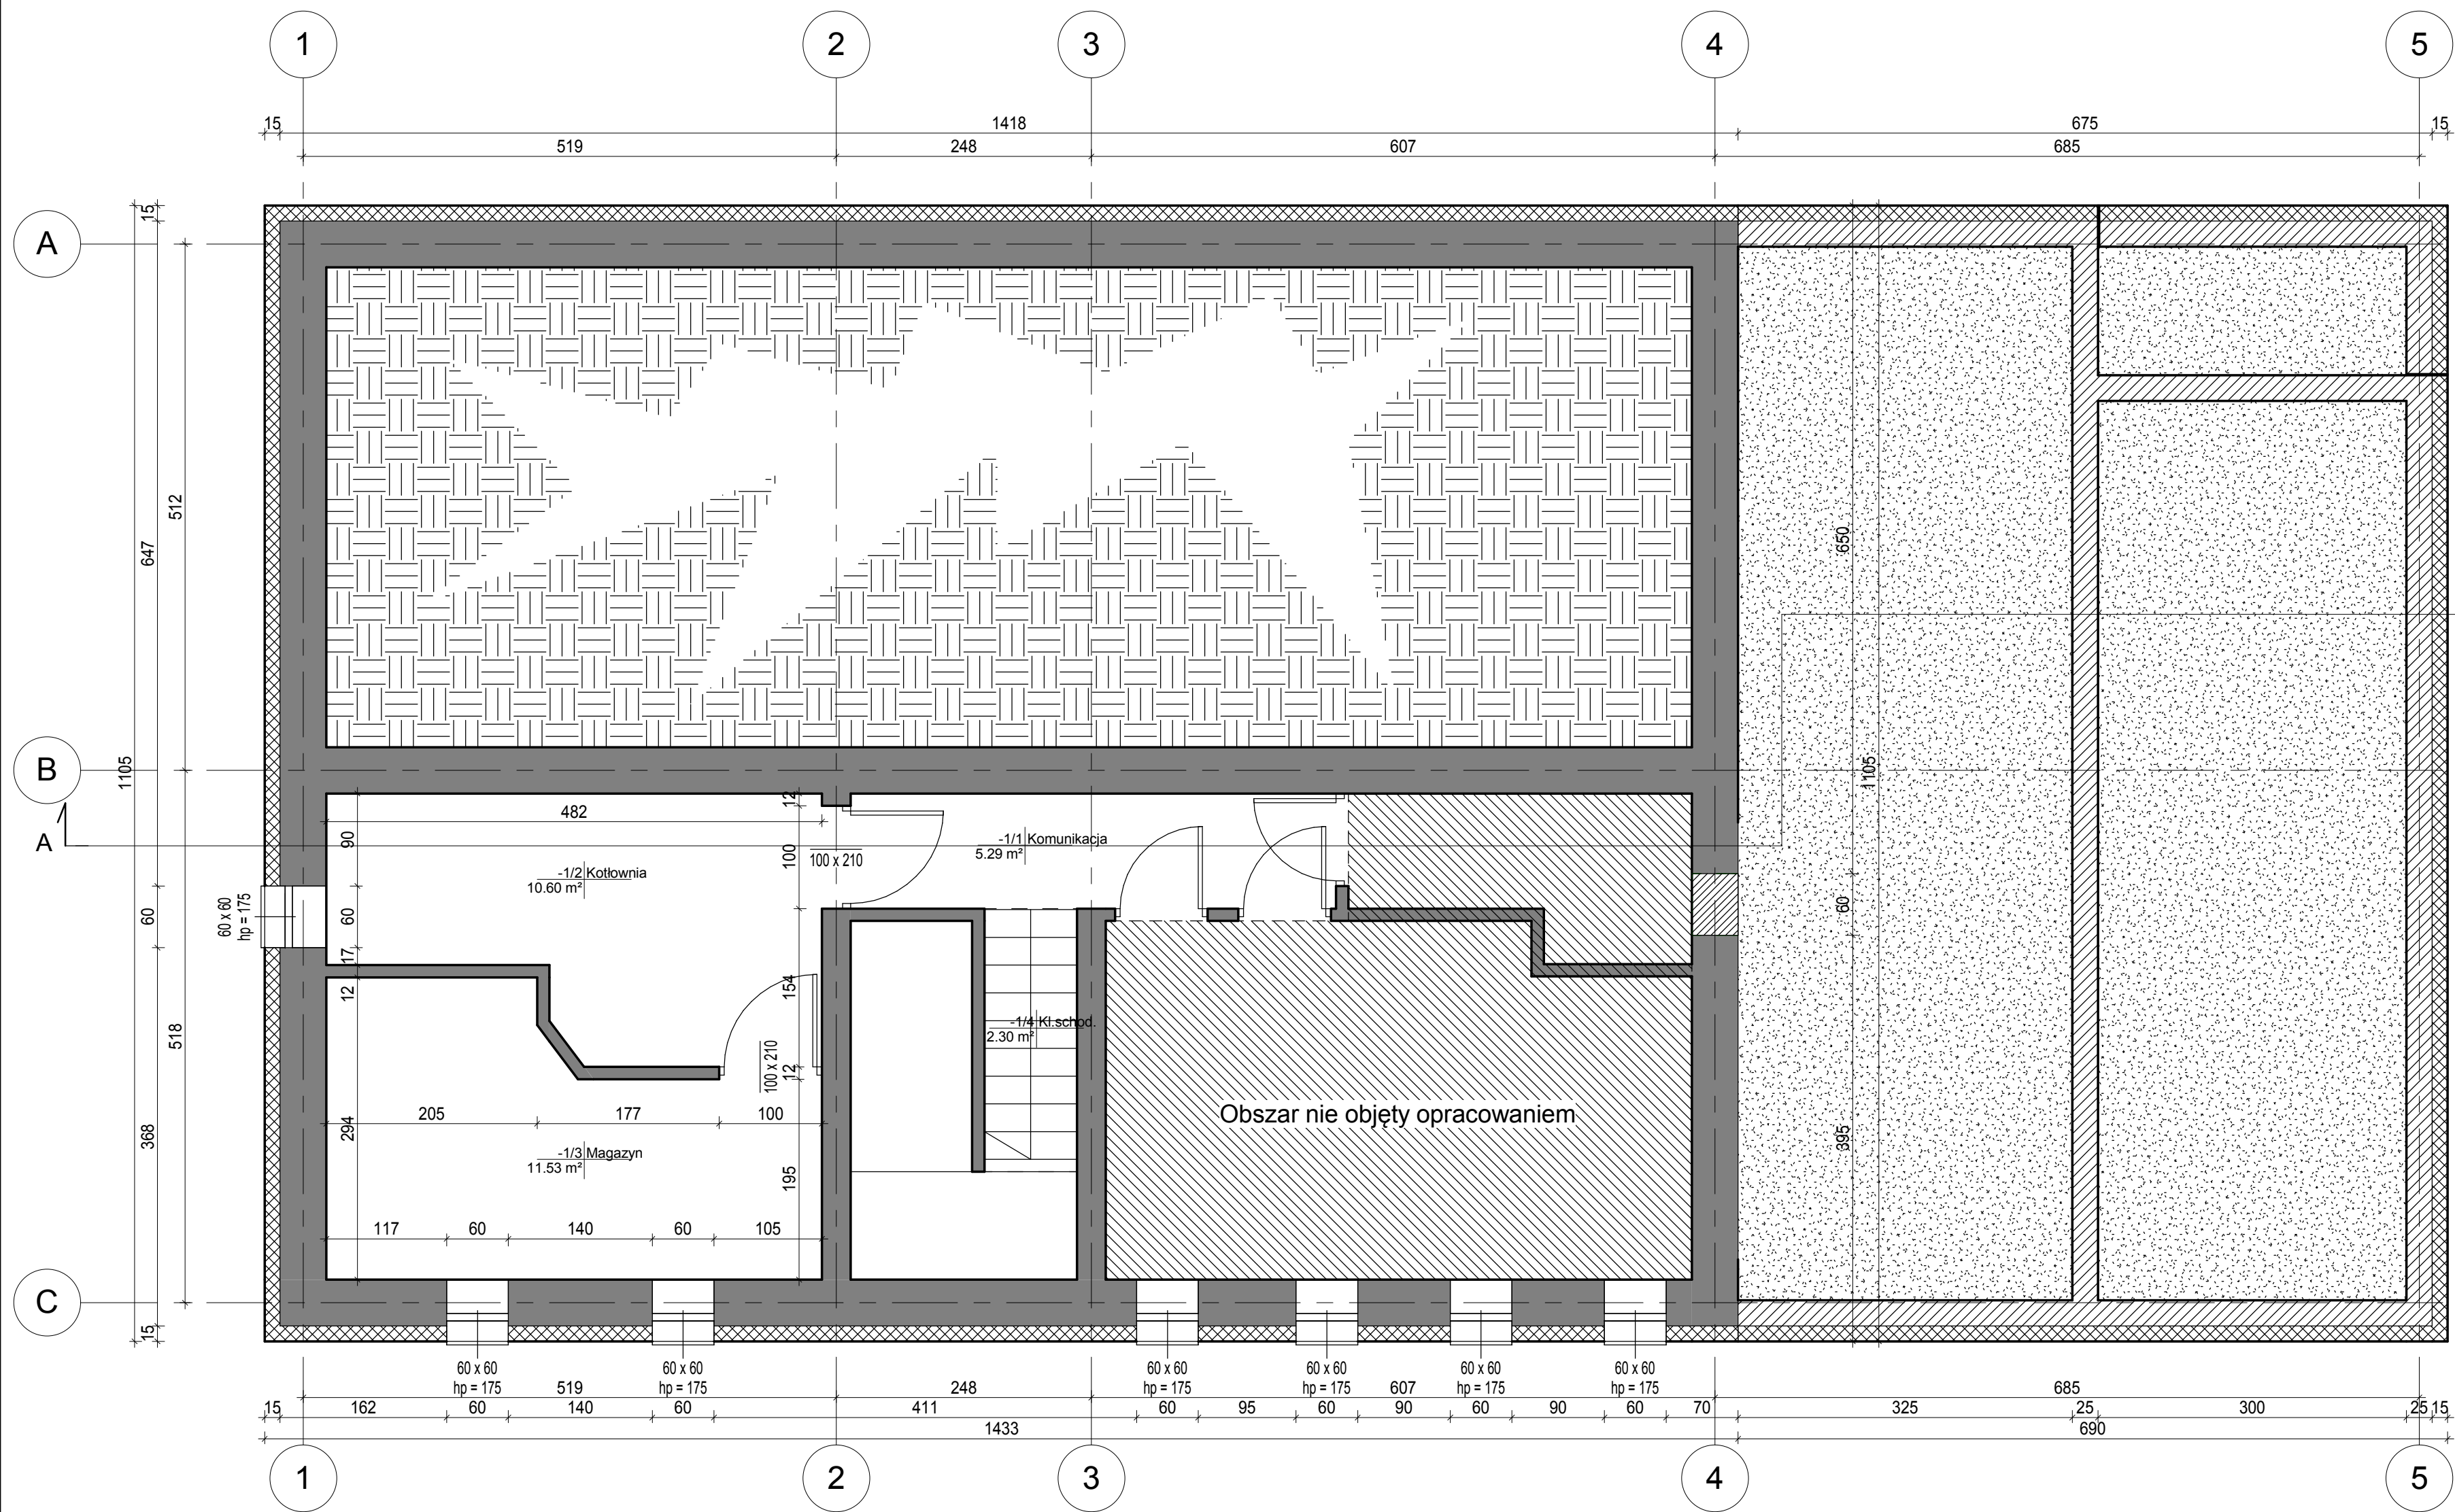 1 2 3 4 5
15 1418 675 15
519 248 607 685
A
15
512
647
650
B
1105
1105
12
482
A
90
100
100 x 210
-1/1 Komunikacja
5.29 m²
-1/2 Kotłownia
10.60 m²
60 x 60
hp = 175
60
60
60
17
12
154
518
-1/4 Kl.schod.
2.30 m²
100 x 210
12
205 177 100
Obszar nie objęty opracowaniem
294
368
395
-1/3 Magazyn
11.53 m²
195
117 60 140 60 105
C
15
60 x 60 60 x 60 60 x 60 60 x 60 60 x 60 60 x 60
hp = 175 hp = 175 hp = 175 hp = 175 hp = 175 hp = 175
519 248 607 685
15 162 60 140 60 411 60 95 60 90 60 90 60 70 325 25 300 25 15
1433 690
1 2 3 4 5